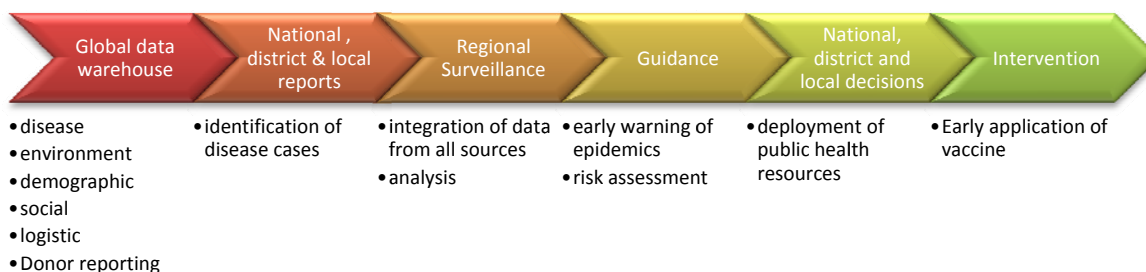 Global data
warehouse
• disease
• environment
• demographic
• social
• logistic
• Donor reporting
National ,
district & local
reports
• identification of
disease cases
Regional
Surveillance
• integration of data
from all sources
• analysis
Guidance
• early warning of
epidemics
• risk assessment
National,
district and
local decisions
• deployment of
public health
resources
Intervention
• Early application of
vaccine